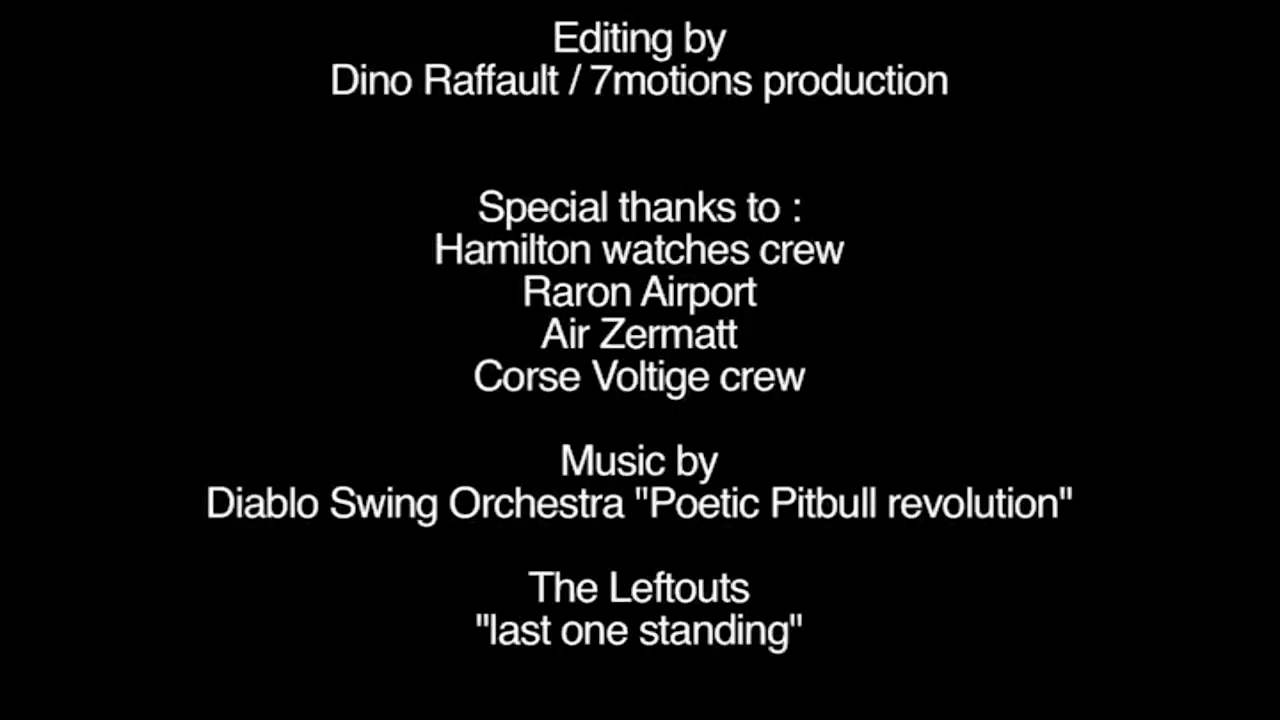 Editing by
Dino Raffault / 7motions production
Special thanks to :
Hamilton watches crew
Raron Airport
Air Zermatt
Corse Voltige crew
Music by
Diablo Swing Orchestra "Poetic Pitbull revolution"
The Leftouts
"last one standing"